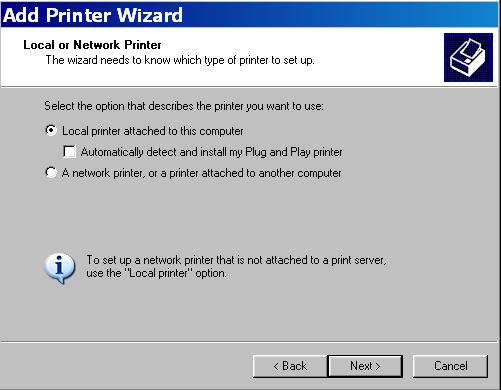 Add Printer Wizard
Local or Network Printer
The wizard needs to know which type of printer to set up.
Select the option that describes the printer you want to use:
Local printer attached to this computer
Automatically detect and install my Plug and Play printer
A network printer, or a printer attached to another computer
To set up a network printer that is not attached to a print server,
use the "Local printer" option.
< Back
Next >
Cancel